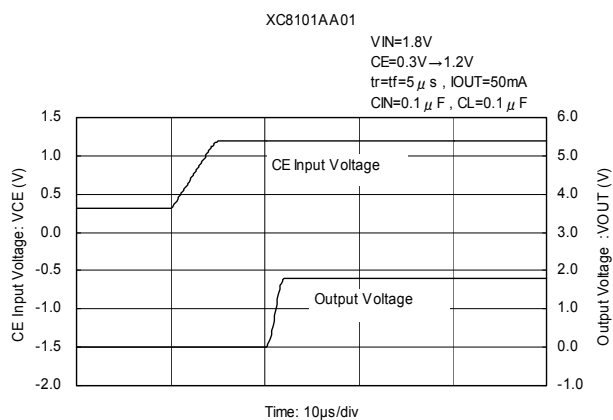 XC8101AA01
VIN=1.8V
CE=0.3V→1.2V
tr=tf=5μs , IOUT=50mA
CIN=0.1μF , CL=0.1μF
CE Input Voltage: VCE (V)
1.5
1.0
0.5
0.0
-0.5
-1.0
-1.5
-2.0
CE Input Voltage
Output Voltage
6.0
5.0
4.0
3.0
2.0
1.0
0.0
-1.0
Output Voltage :VOUT (V)
Time: 10μs/div